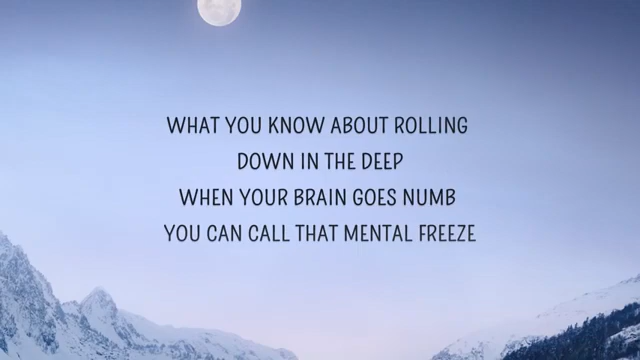 WHAT YOU KNOW ABOUT ROLLING
DOWN IN THE DEEP
WHEN YOUR BRAIN GOES NUMB
YOU CAN CALL THAT MENTAL FREEZE